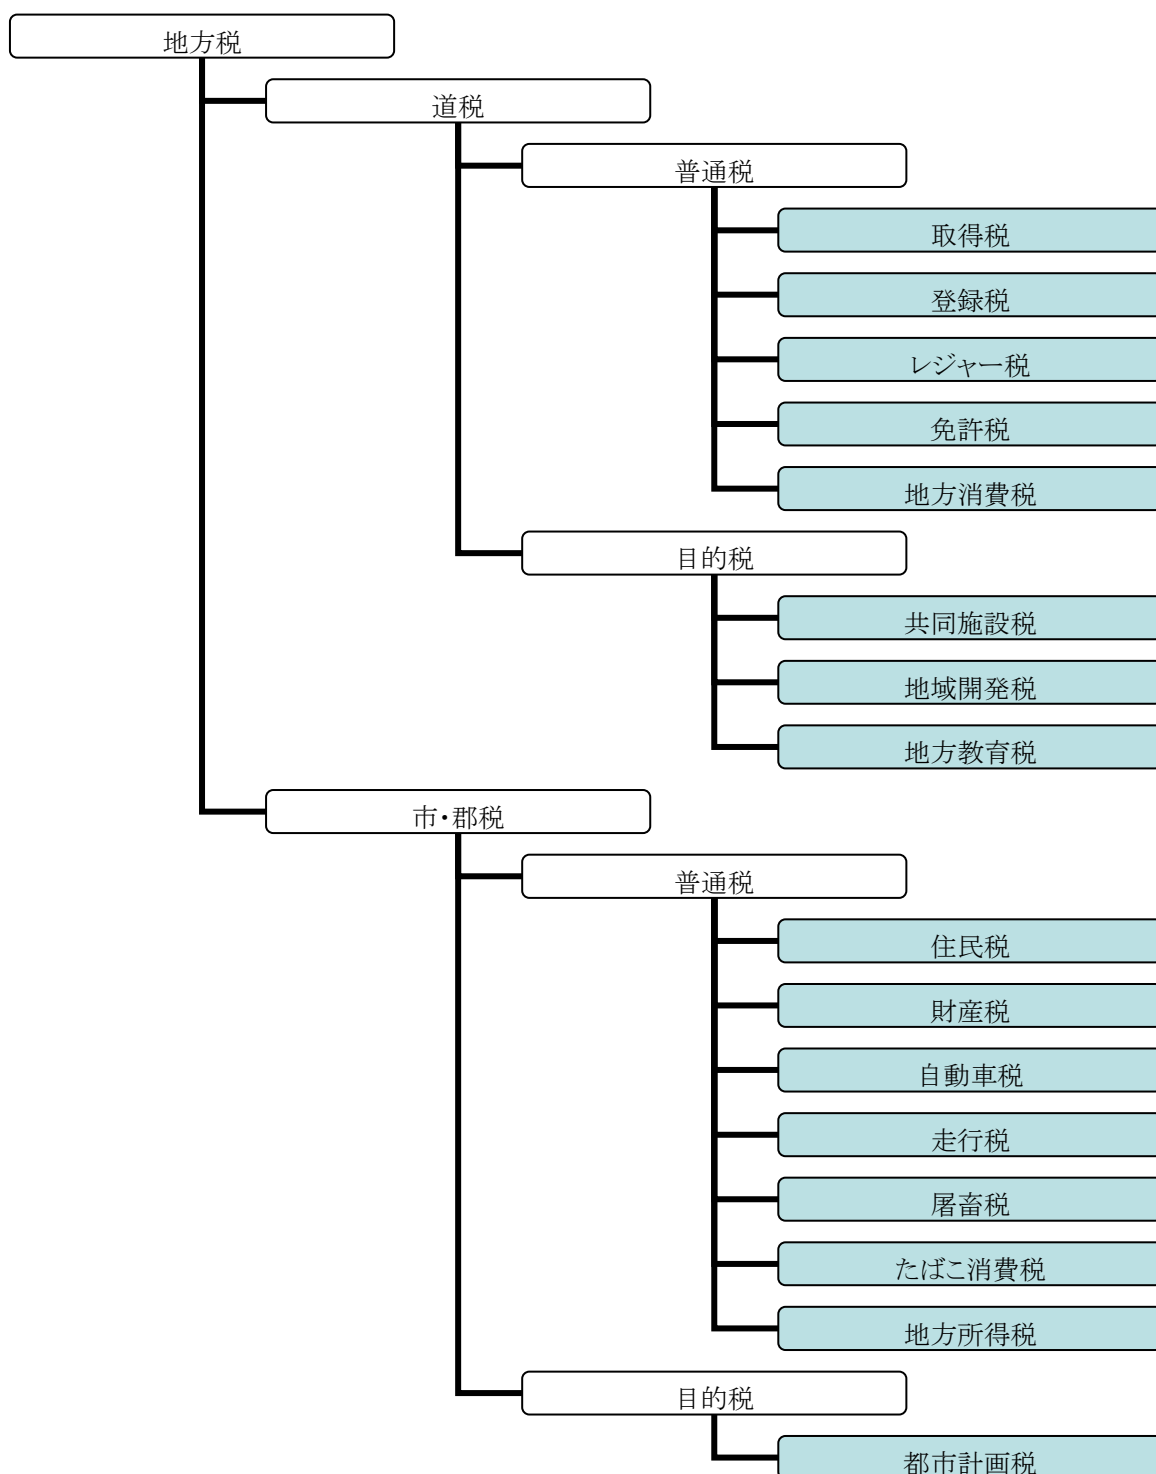 地方税
道税
普通税
取得税
登録税
レジャー税
免許税
地方消費税
目的税
共同施設税
地域開発税
地方教育税
市・郡税
普通税
住民税
財産税
自動車税
走行税
屠畜税
たばこ消費税
地方所得税
目的税
都市計画税